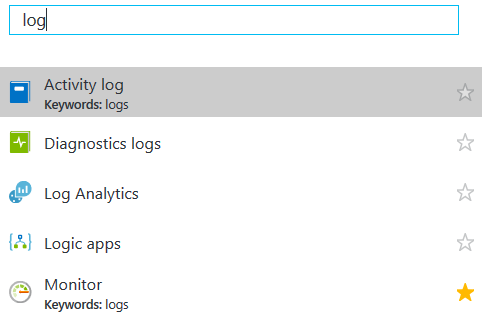 log
Activity log
Keywords: logs
Diagnostics logs
Log Analytics
Logic apps
Monitor
Keywords: logs